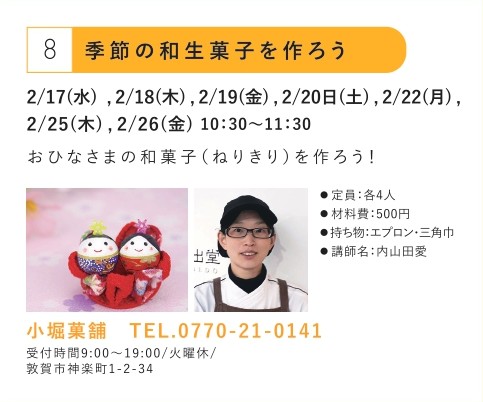 8 季節の和生菓子を作ろう
2/17(水) , 2/18(木) , 2/19(金) , 2/20日(土) , 2/22(月) ,
2/25(木) , 2/26(金) 10:30〜11:30
おひなさまの和菓子（ねりきり）を作ろう！
●定員：各4人
●材料費：500円
●持ち物：エプロン・三角巾
●講師名：内山田愛
出堂
小堀菓舗　TEL.0770-21-0141
受付時間9:00〜19:00/火曜休/
敦賀市神楽町1-2-34